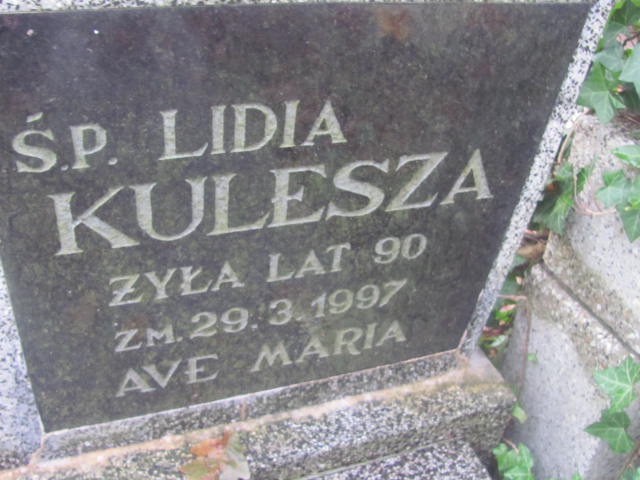 Ś.P. LIDIA
KULESZA
ŻYŁA LAT 90
ZM. 29.3.1997
AVE MARIA